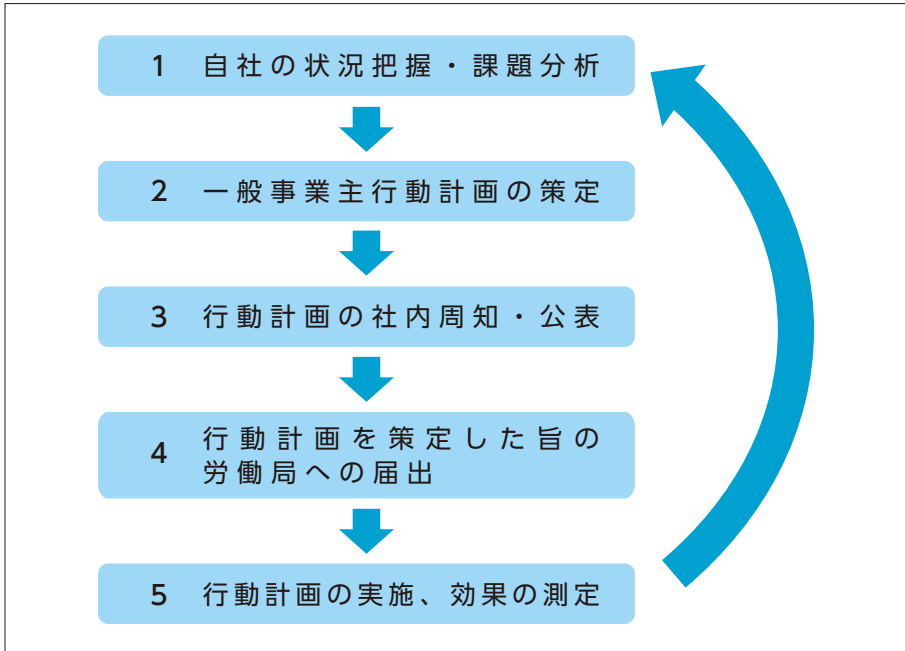 1 自社の状況把握・課題分析
2 一般事業主行動計画の策定
3 行動計画の社内周知・公表
4 行動計画を策定した旨の
労働局への届出
5 行動計画の実施、効果の測定